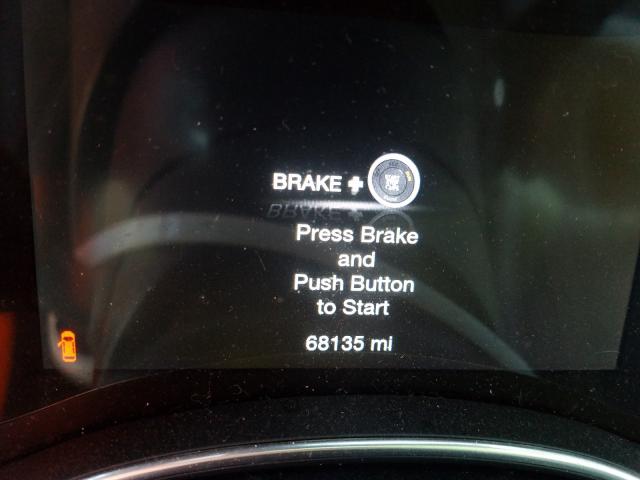 BRAKE +
Press Brake
and
Push Button
to Start
68135 mi